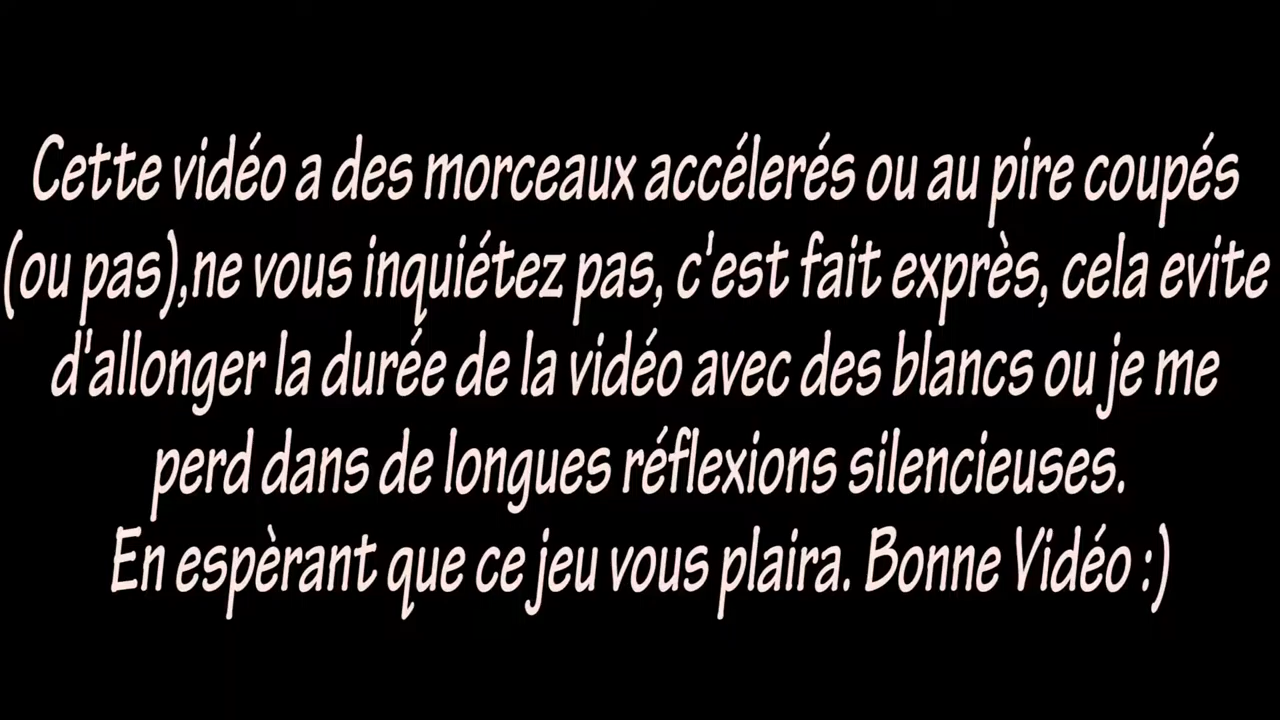 Cette vidéo a des morceaux accélerés ou au pire coupés
(ou pas),ne vous inquiétez pas, c'est fait exprès, cela evite
d'allonger la durée de la vidéo avec des blancs ou je me
perd dans de longues réflexions silencieuses.
En espèrant que ce jeu vous plaira. Bonne Vidéo :)